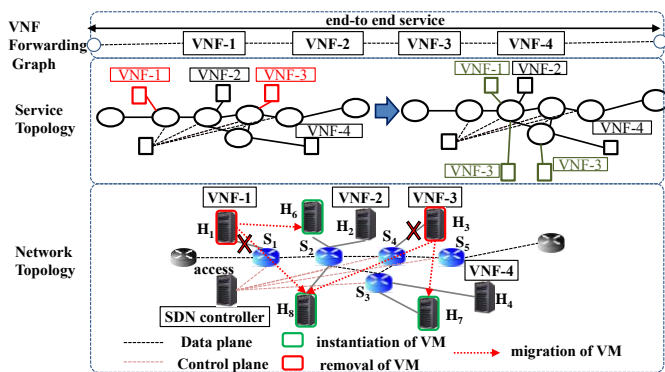 VNF
Forwarding
Graph
end-to end service
VNF-1 VNF-2 VNF-3 VNF-4
Service
Topology
VNF-1 VNF-2 VNF-3
VNF-4
VNF-1 VNF-2
VNF-4
VNF-3 VNF-3
Network
Topology
VNF-1 VNF-2 VNF-3
H1 H6 H2 H3
S1 S2 S4 S5
access
S3
VNF-4
SDN controller
H8 H7 H4
Data plane
instantiation of VM
migration of VM
Control plane
removal of VM